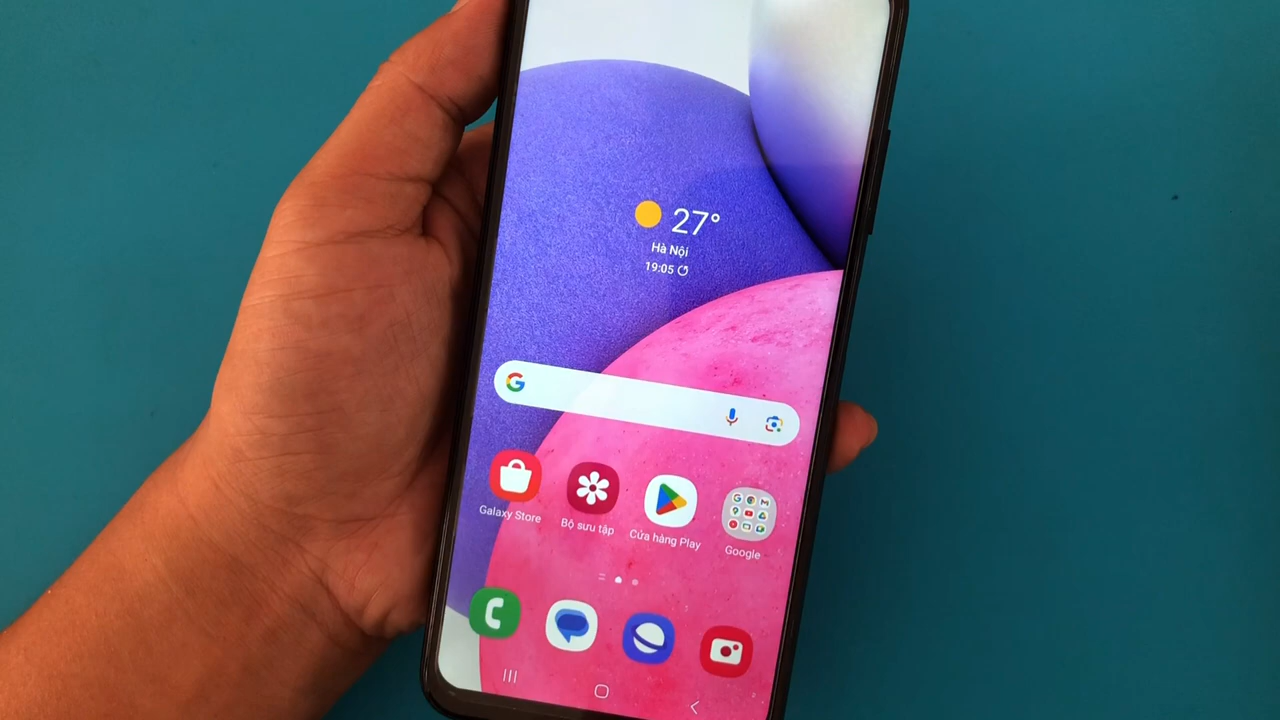 27°
Hà Nội
19:05
G
Galaxy Store
Bộ sưu tập
Cửa hàng Play
Google